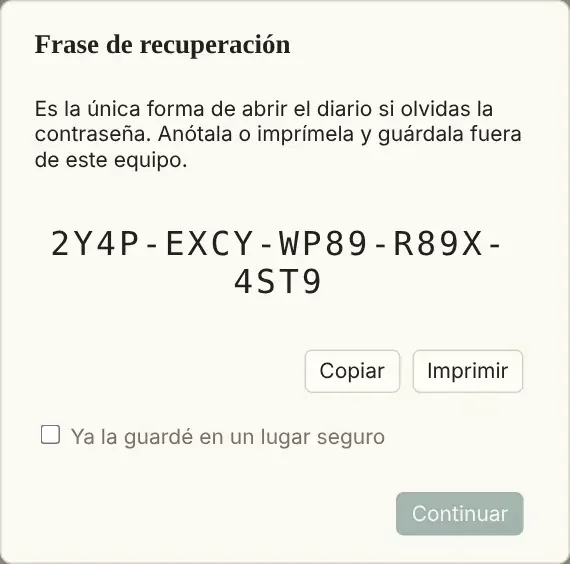 Frase de recuperación
Es la única forma de abrir el diario si olvidas la
contraseña. Anótala o imprímela y guárdala fuera
de este equipo.
2Y4P-EXCY-WP89-R89X-
4ST9
Copiar Imprimir
Ya la guardé en un lugar seguro
Continuar